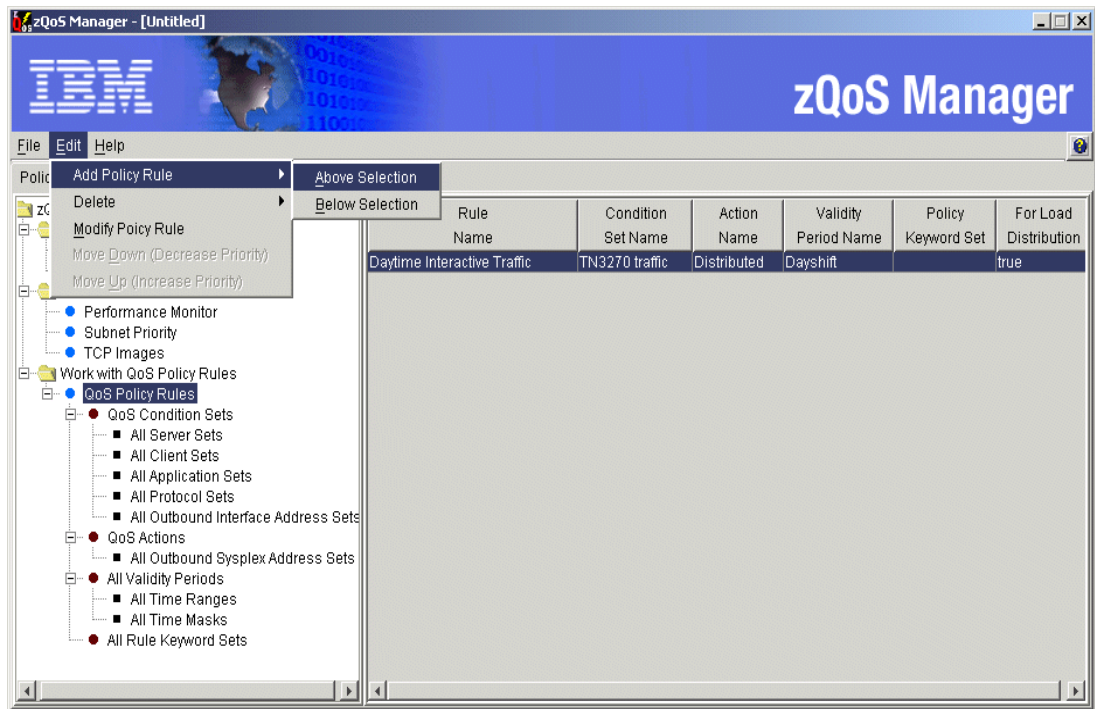 zQoS Manager - [Untitled]
IBM
zQoS Manager
File Edit Help
Polic
Add Policy Rule
Above Selection
Delete
Below Selection
Modify Poicy Rule
Move Down (Decrease Priority)
Move Up (Increase Priority)
Performance Monitor
Subnet Priority
TCP Images
Work with QoS Policy Rules
QoS Policy Rules
QoS Condition Sets
All Server Sets
All Client Sets
All Application Sets
All Protocol Sets
All Outbound Interface Address Sets
QoS Actions
All Outbound Sysplex Address Sets
All Validity Periods
All Time Ranges
All Time Masks
All Rule Keyword Sets
Rule Condition Action Validity Policy For Load
Name Set Name Name Period Name Keyword Set Distribution
Daytime Interactive Traffic TN3270 traffic Distributed Dayshift true